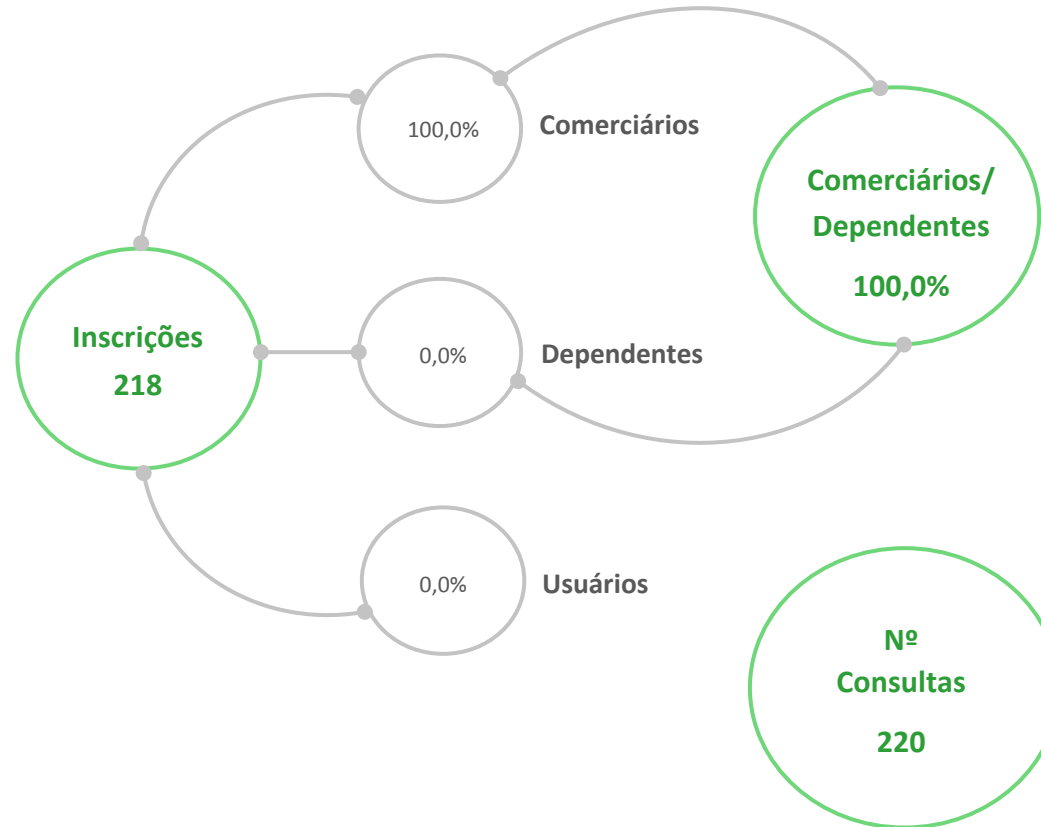 100,0%
Comerciários
Comerciários/
Dependentes
100,0%
Inscrições
218
0,0%
Dependentes
0,0%
Usuários
Nº
Consultas
220